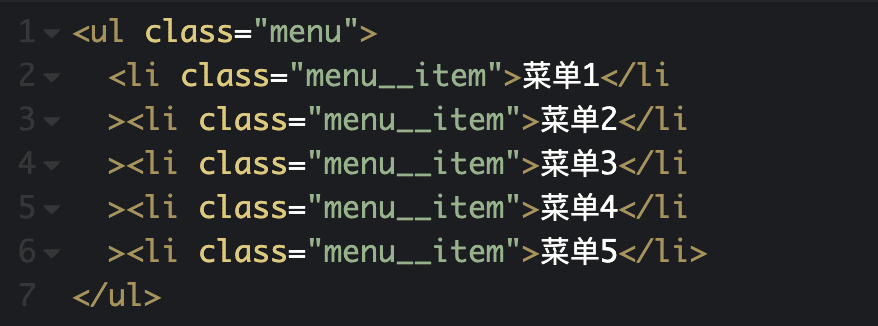 1 <ul class="menu">
2   <li class="menu__item">菜单1</li
3   ><li class="menu__item">菜单2</li
4   ><li class="menu__item">菜单3</li
5   ><li class="menu__item">菜单4</li
6   ><li class="menu__item">菜单5</li>
7 </ul>